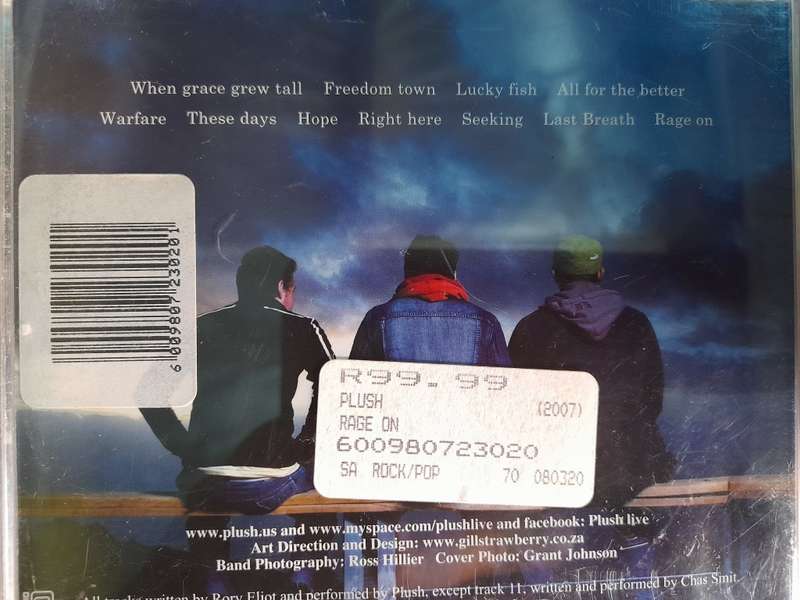 When grace grew tall Freedom town Lucky fish All for the better
Warfare These days Hope Right here Seeking Last Breath Rage on
6 009807 230201
R99.99
PLUSH (2007)
RAGE ON
600980723020
SA ROCK/POP 70 080320
www.plush.us and www.myspace.com/plushlive and facebook: Plush live
Art Direction and Design: www.gillstrawberry.co.za
Band Photography: Ross Hillier Cover Photo: Grant Johnson
All tracks written by Rory Eliot and performed by Plush, except track 11, written and performed by Chas Smit.